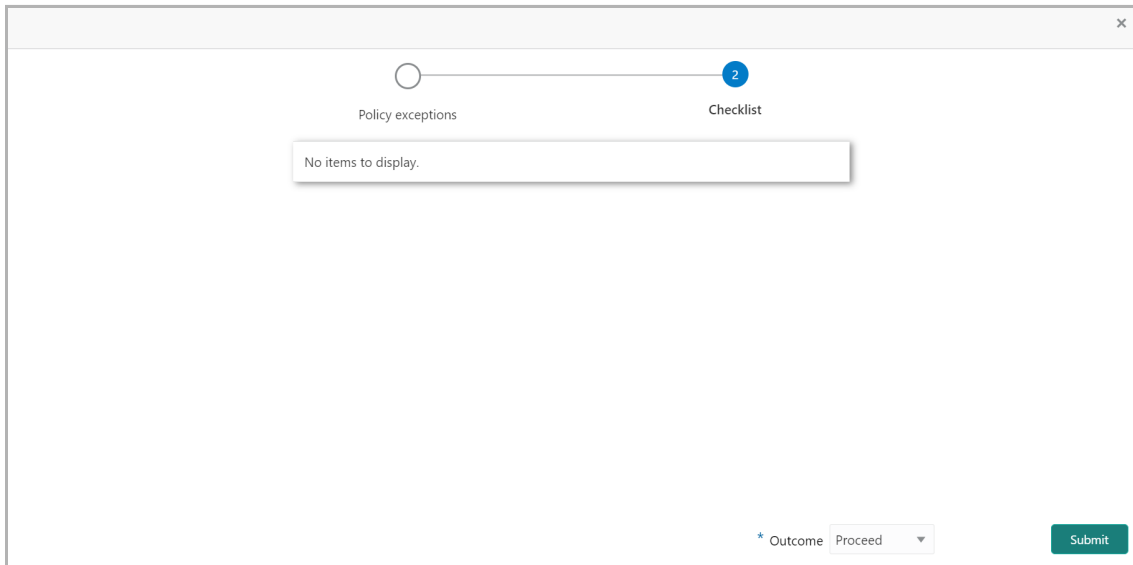 ×
2
Policy exceptions
Checklist
No items to display.
* Outcome Proceed
Submit